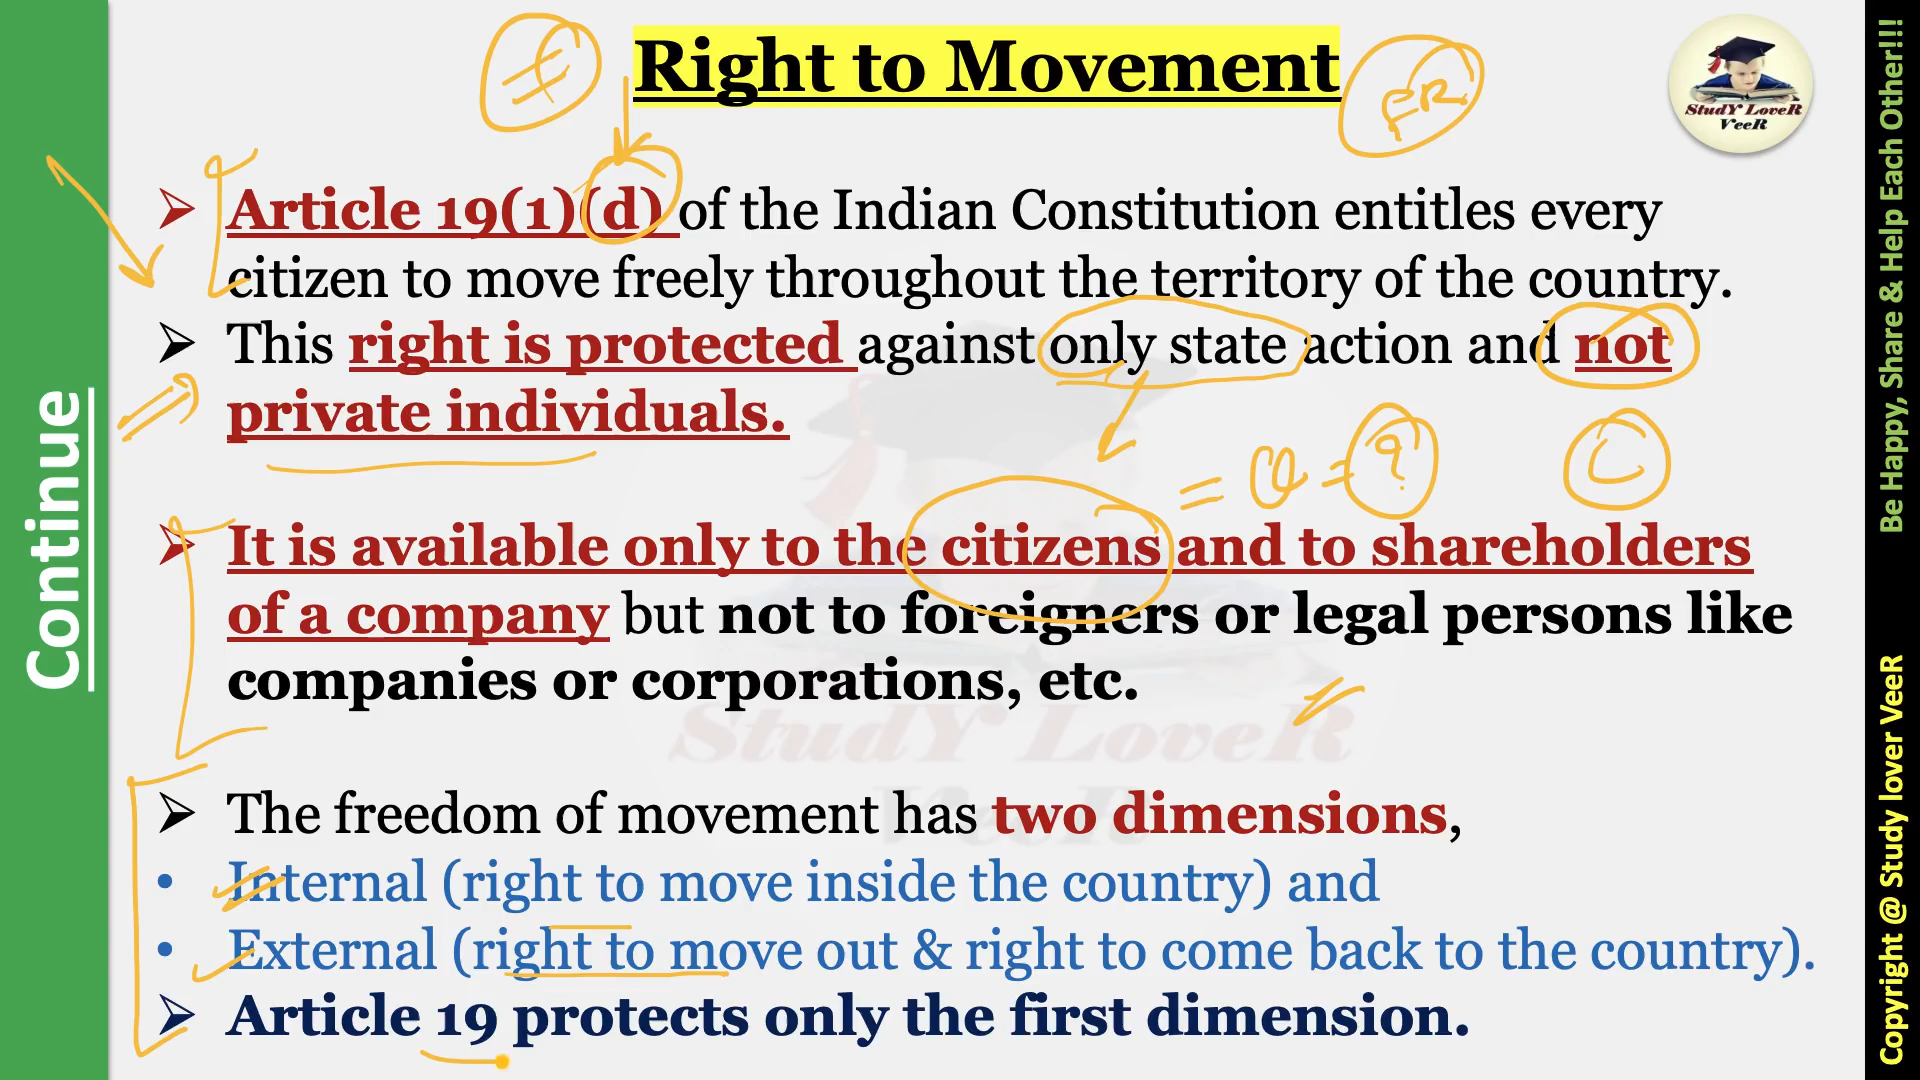 Right to Movement
FR
StudY LoveR
VeeR
➢ Article 19(1)(d) of the Indian Constitution entitles every
citizen to move freely throughout the territory of the country.
➢ This right is protected against only state action and not
private individuals.
= Q = ?
C
➢ It is available only to the citizens and to shareholders
of a company but not to foreigners or legal persons like
companies or corporations, etc.
StudY LoveR
VeeR
➢ The freedom of movement has two dimensions,
• Internal (right to move inside the country) and
• External (right to move out & right to come back to the country).
➢ Article 19 protects only the first dimension.
Continue
Be Happy, Share & Help Each Other!!!
Copyright @ Study lover VeeR